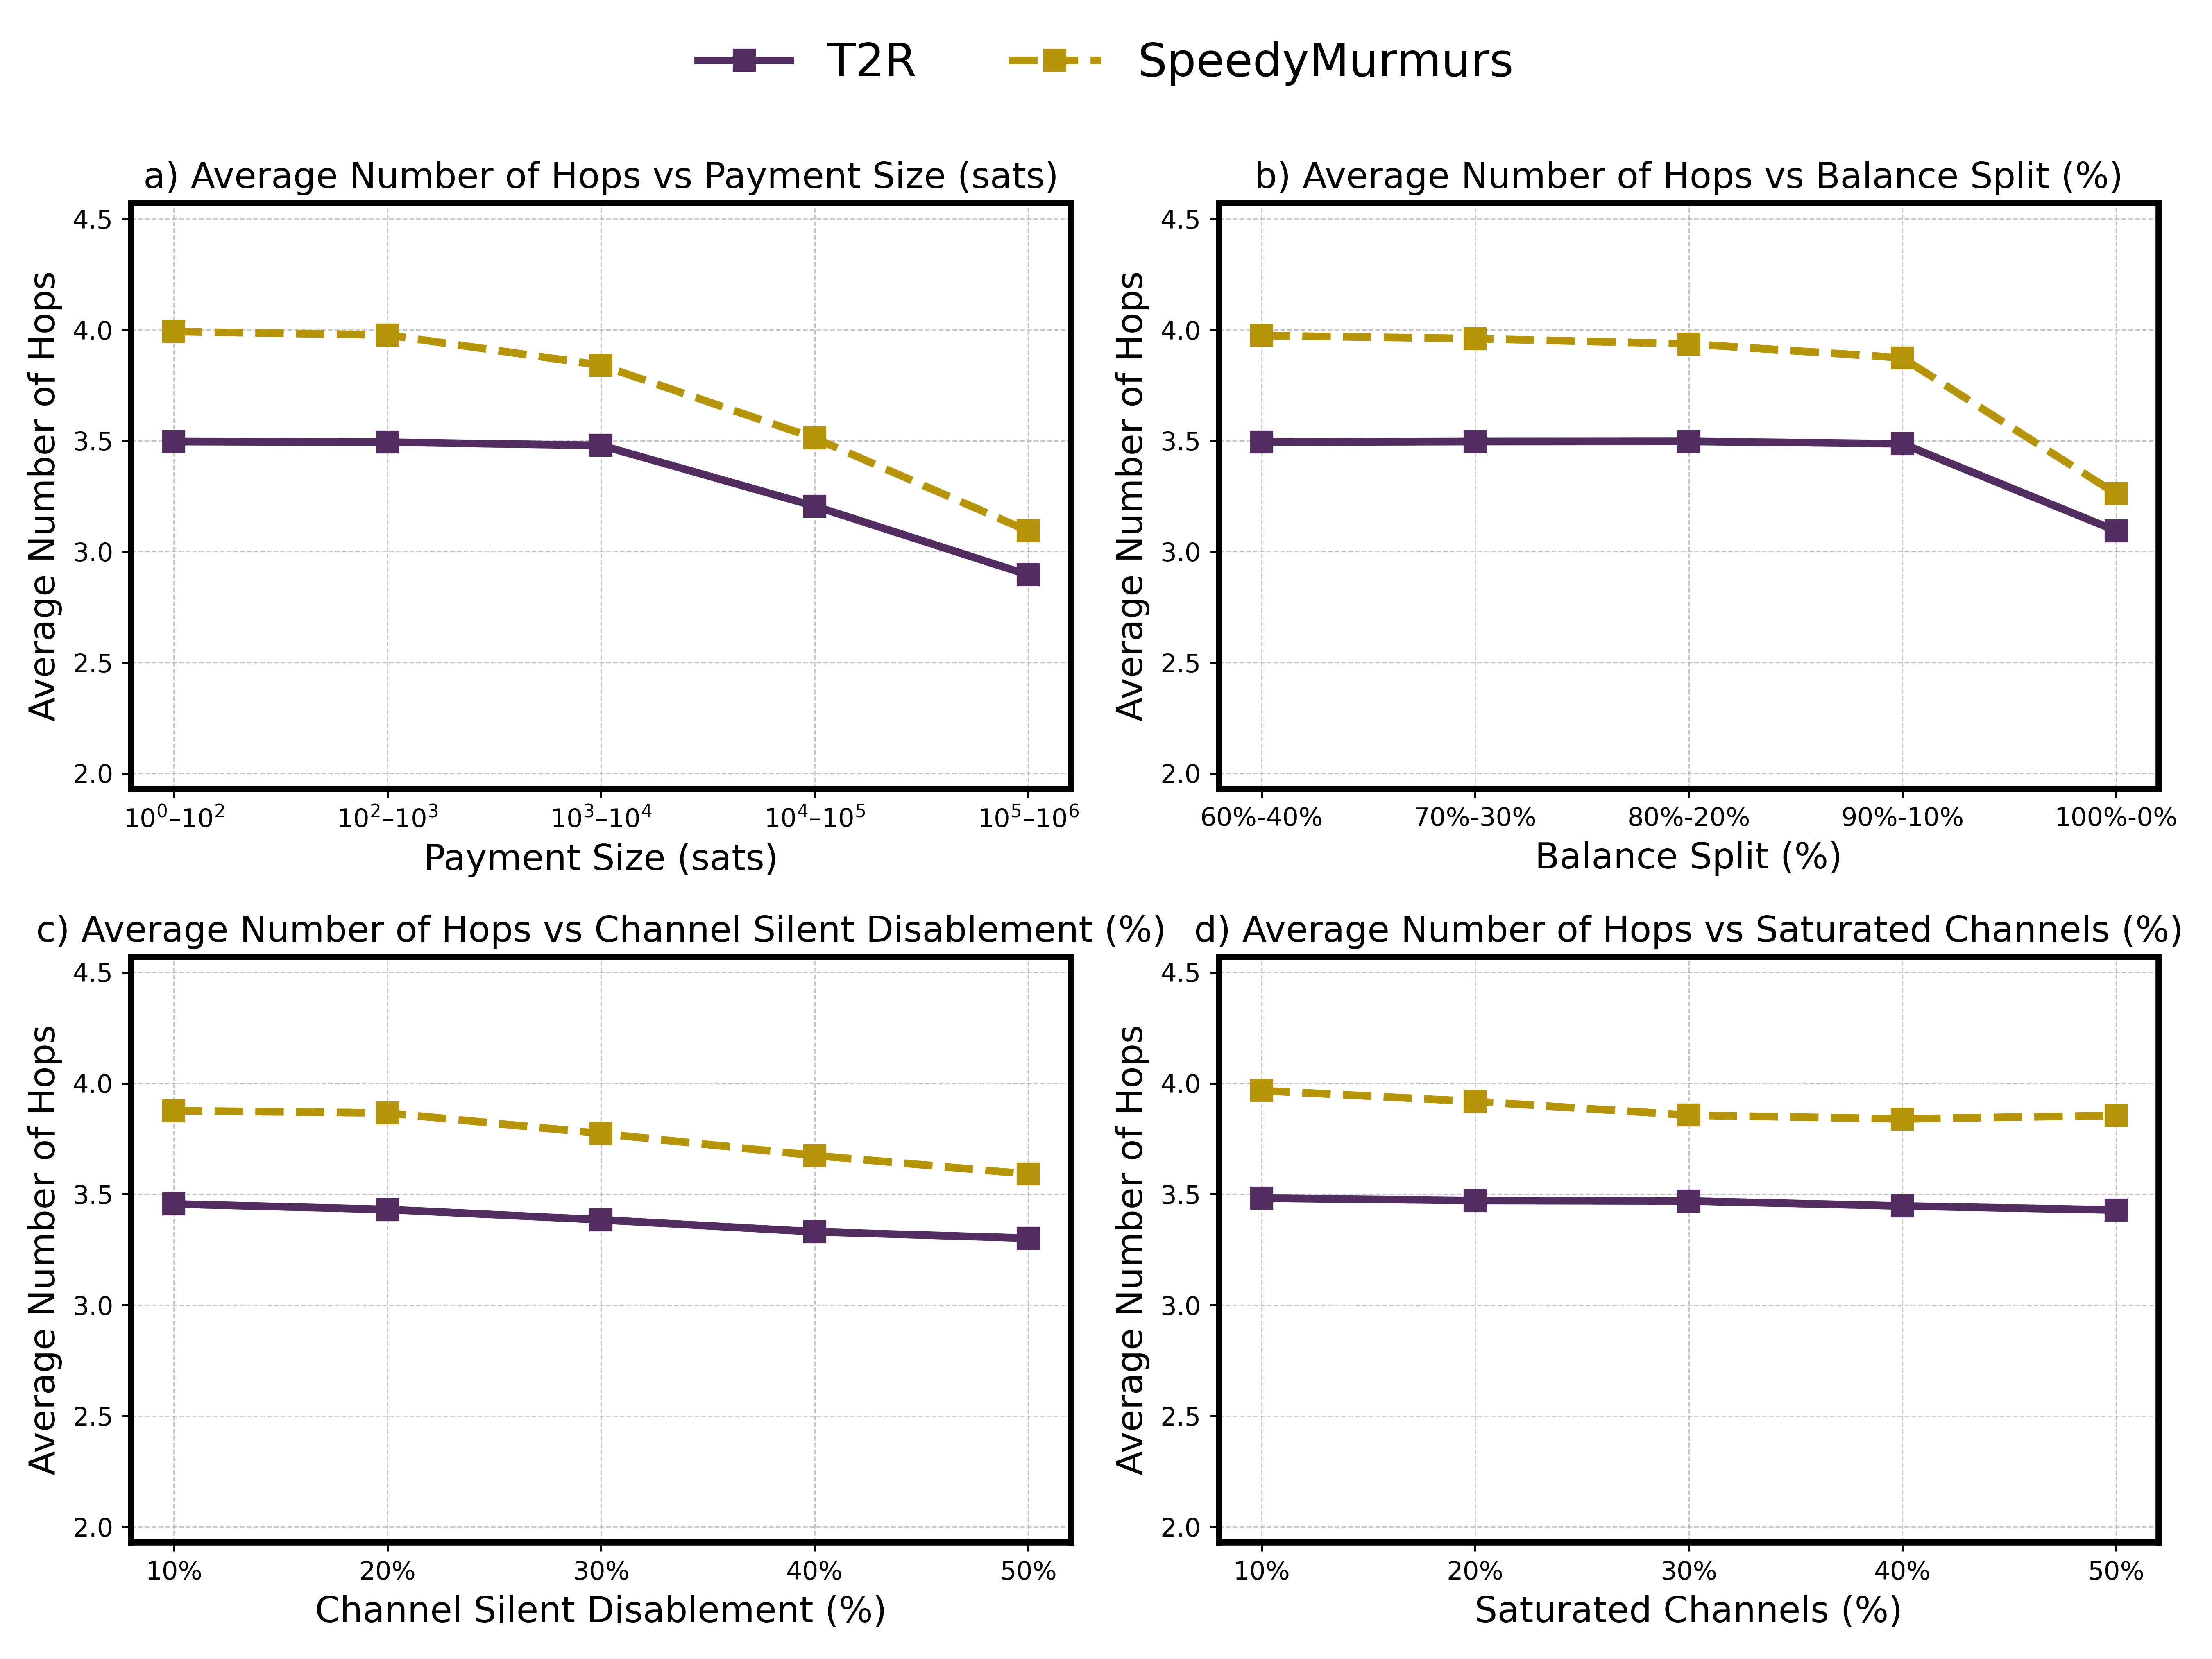 T2R SpeedyMurmurs
a) Average Number of Hops vs Payment Size (sats)
Average Number of Hops
4.5
4.0
3.5
3.0
2.5
2.0
10⁰–10² 10²–10³ 10³–10⁴ 10⁴–10⁵ 10⁵–10⁶
Payment Size (sats)
b) Average Number of Hops vs Balance Split (%)
Average Number of Hops
4.5
4.0
3.5
3.0
2.5
2.0
60%-40% 70%-30% 80%-20% 90%-10% 100%-0%
Balance Split (%)
c) Average Number of Hops vs Channel Silent Disablement (%)
Average Number of Hops
4.5
4.0
3.5
3.0
2.5
2.0
10% 20% 30% 40% 50%
Channel Silent Disablement (%)
d) Average Number of Hops vs Saturated Channels (%)
Average Number of Hops
4.5
4.0
3.5
3.0
2.5
2.0
10% 20% 30% 40% 50%
Saturated Channels (%)